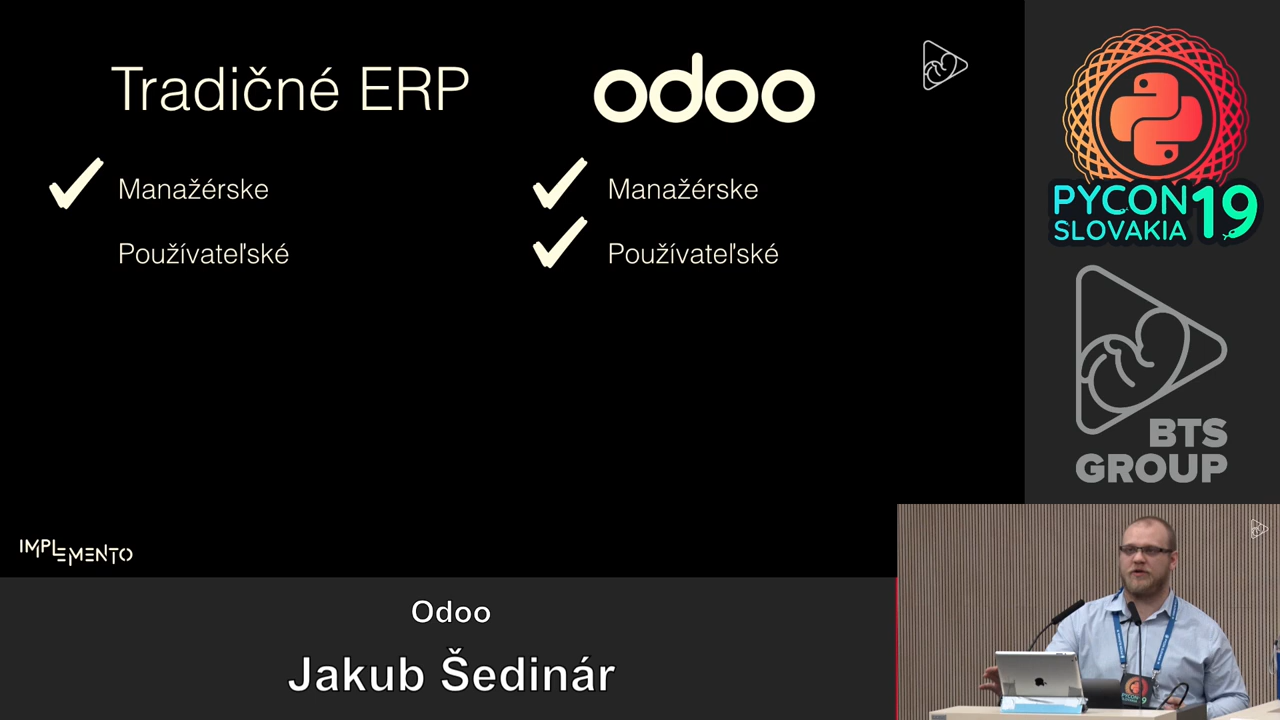 Tradičné ERP
odoo
Manažérske
Manažérske
Používateľské
Používateľské
IMPLEMENTO
PYCON
SLOVAKIA
19
BTS
GROUP
Odoo
Jakub Šedinár